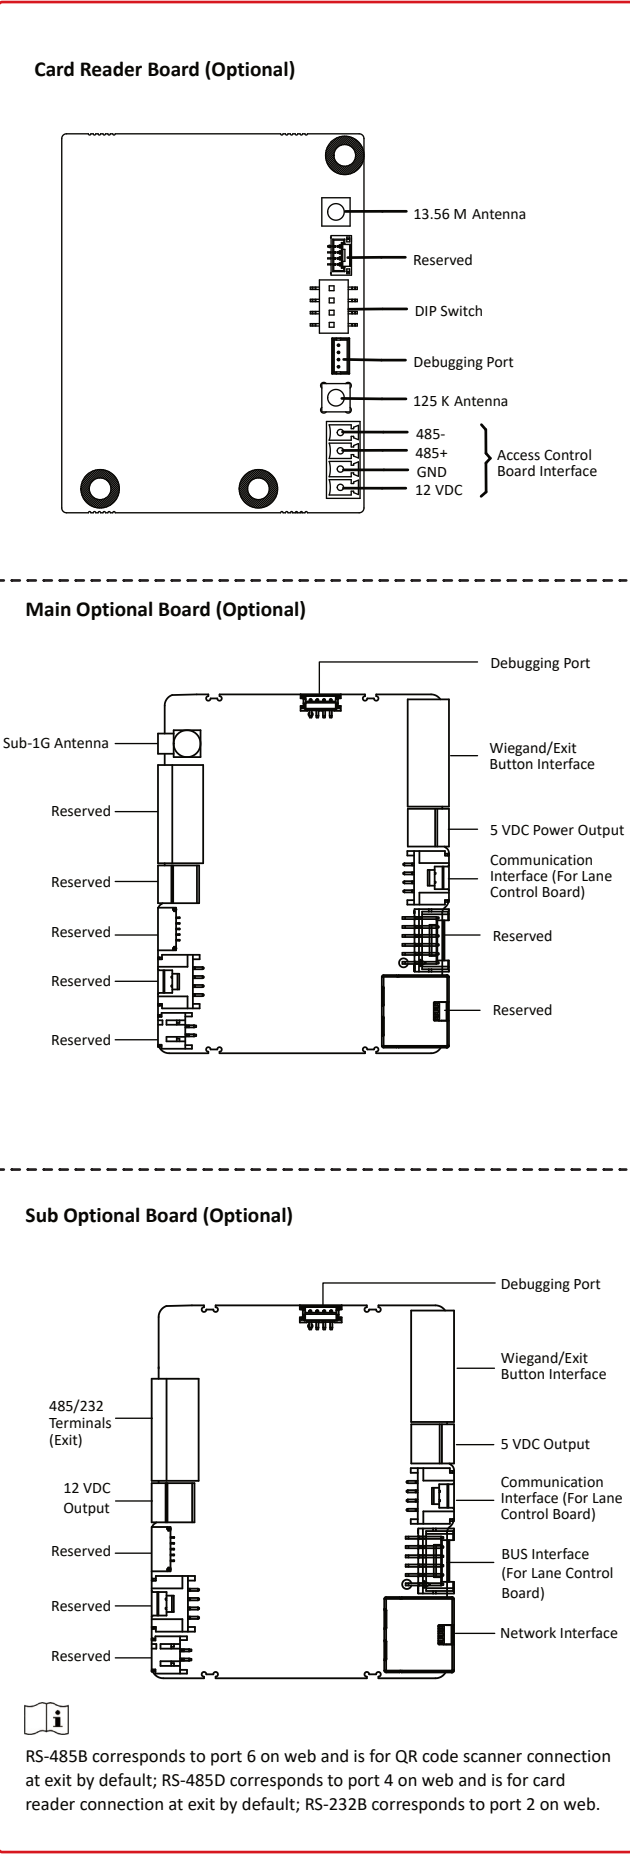 Card Reader Board (Optional)
13.56 M Antenna
Reserved
DIP Switch
Debugging Port
125 K Antenna
485-
485+
GND
12 VDC
Access Control
Board Interface
Main Optional Board (Optional)
Debugging Port
Sub-1G Antenna
Wiegand/Exit
Button Interface
Reserved
5 VDC Power Output
Communication
Interface (For Lane
Control Board)
Reserved
Reserved
Reserved
Reserved
Reserved
Reserved
Sub Optional Board (Optional)
Debugging Port
Wiegand/Exit
Button Interface
485/232
Terminals
(Exit)
5 VDC Output
12 VDC
Output
Communication
Interface (For Lane
Control Board)
Reserved
BUS Interface
(For Lane Control
Board)
Reserved
Network Interface
Reserved
i
RS-485B corresponds to port 6 on web and is for QR code scanner connection
at exit by default; RS-485D corresponds to port 4 on web and is for card
reader connection at exit by default; RS-232B corresponds to port 2 on web.